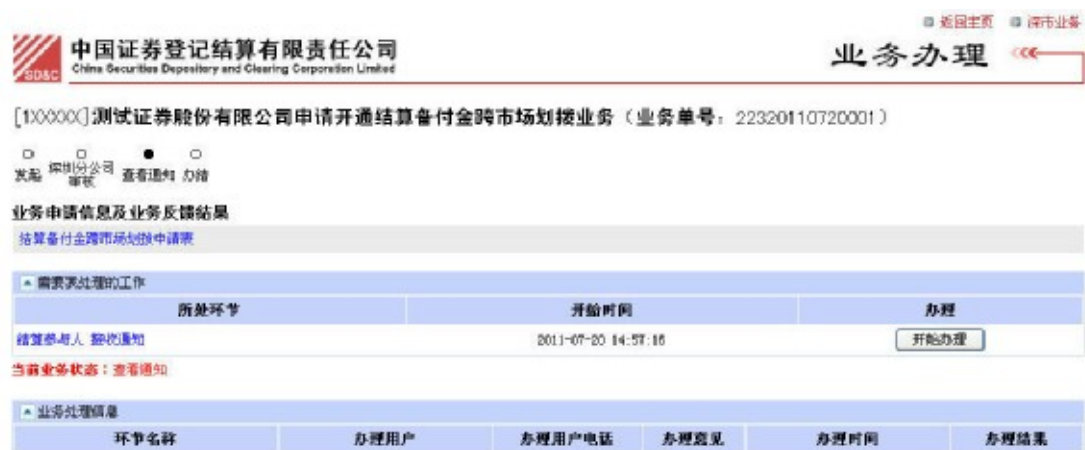 返回主页 深市业务
中国证券登记结算有限责任公司
China Securities Depository and Clearing Corporation Limited
SD&C
业务办理
[1XXXXX]测试证券股份有限公司申请开通结算备付金跨市场划拨业务(业务单号:22320110720001)
发起 深圳分公司审核 查看通知 办结
业务申请信息及业务反馈结果
结算备付金跨市场划拨申请表
需要我处理的工作
所处环节 开始时间 办理
结算参与人 接收通知 2011-07-20 14:57:16 开始办理
当前业务状态:查看通知
业务处理信息
环节名称 办理用户 办理用户电话 办理意见 办理时间 办理结果